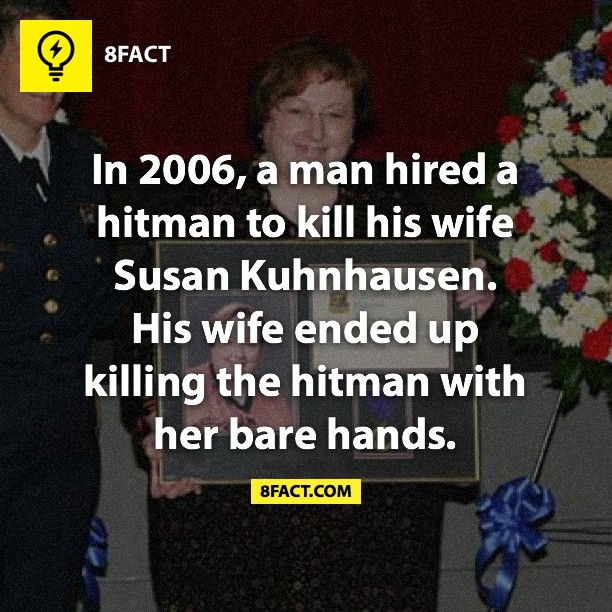 8FACT
In 2006, a man hired a
hitman to kill his wife
Susan Kuhnhausen.
His wife ended up
killing the hitman with
her bare hands.
8FACT.COM